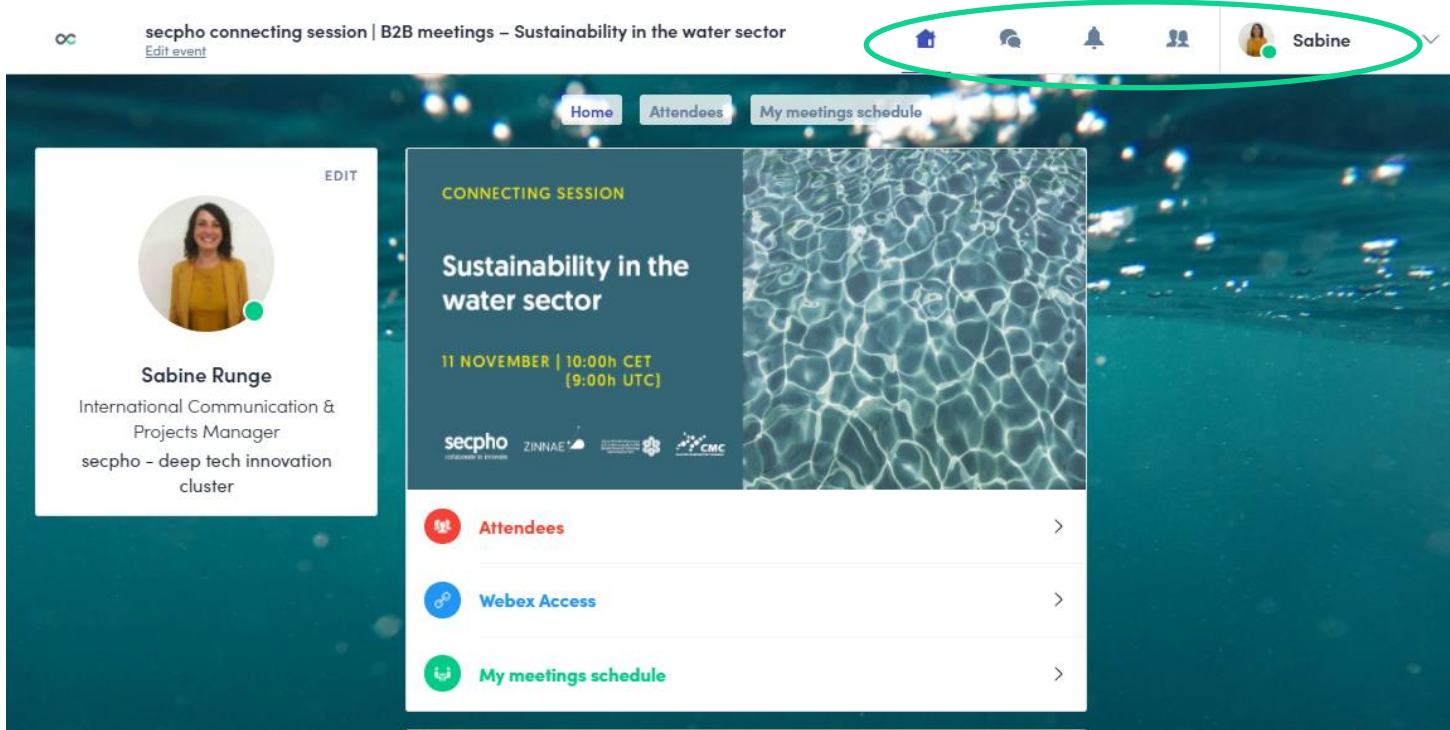 secpho connecting session | B2B meetings – Sustainability in the water sector
Edit event
Sabine
Home
Attendees
My meetings schedule
EDIT
Sabine Runge
International Communication &
Projects Manager
secpho - deep tech innovation
cluster
CONNECTING SESSION
Sustainability in the
water sector
11 NOVEMBER | 10:00h CET
[9:00h UTC]
secpho
ZINNAE
CMC
Attendees
Webex Access
My meetings schedule